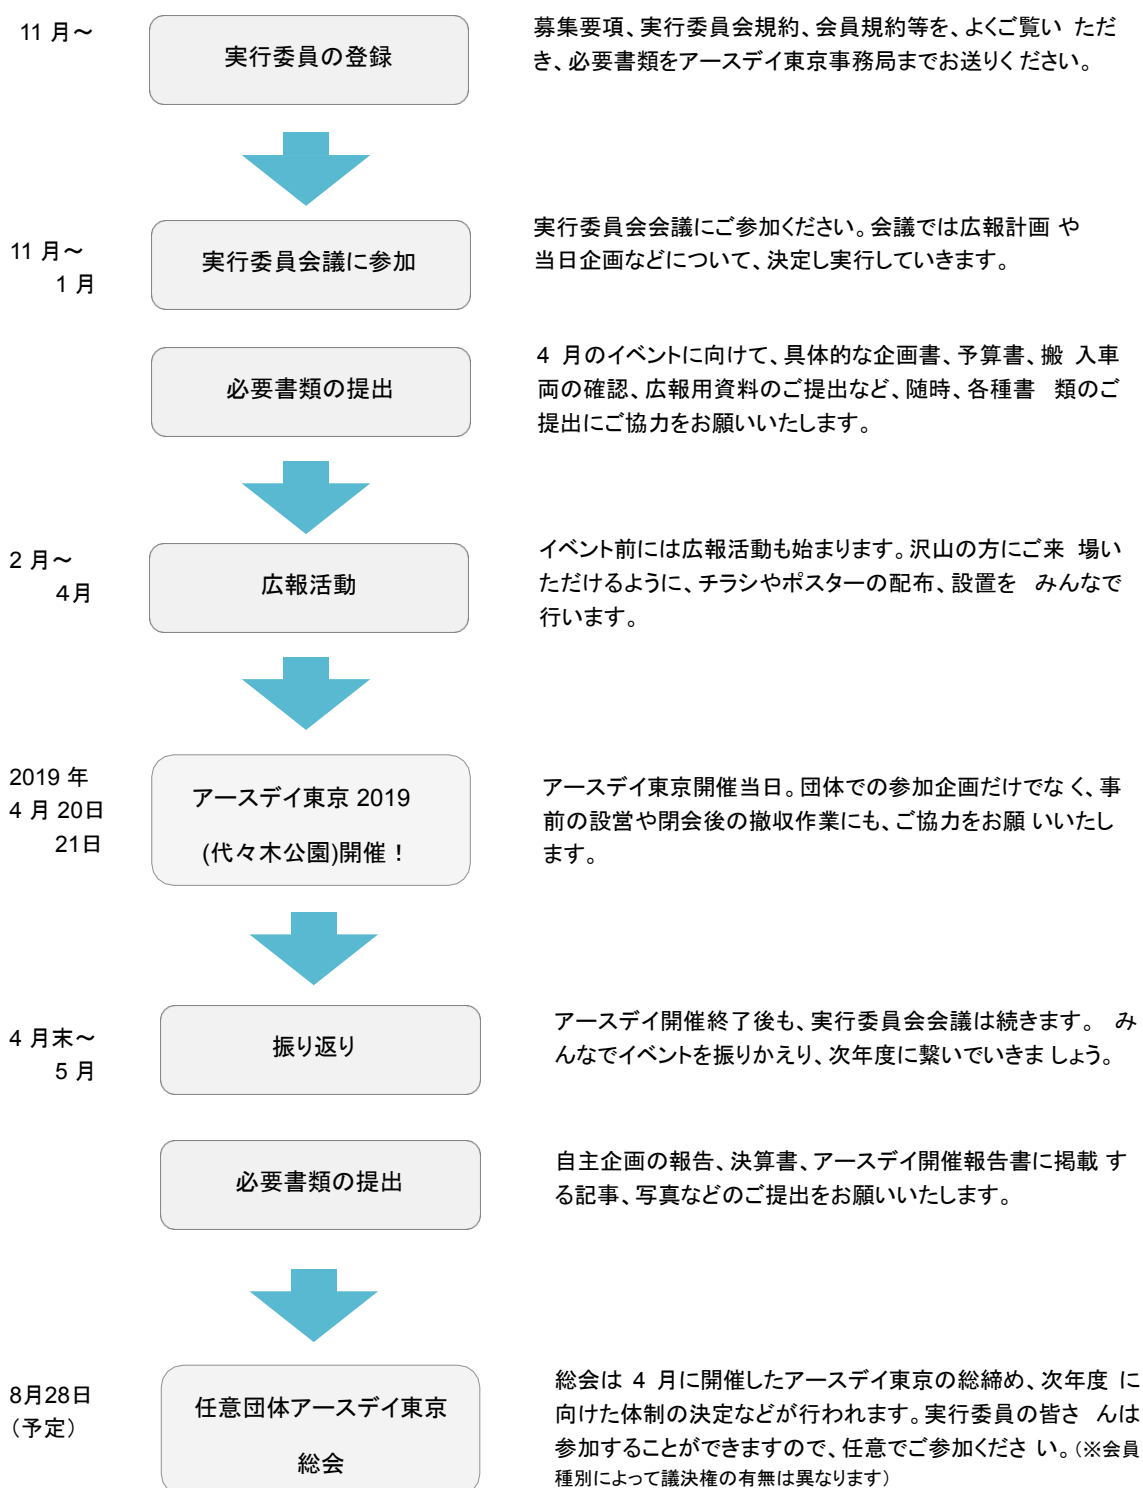 11 月～
実行委員の登録
募集要項、実行委員会規約、会員規約等を、よくご覧い ただ
き、必要書類をアースデイ東京事務局までお送りく ださい。
11 月～
1 月
実行委員会議に参加
実行委員会会議にご参加ください。会議では広報計画 や
当日企画などについて、決定し実行していきます。
必要書類の提出
4 月のイベントに向けて、具体的な企画書、予算書、搬 入車
両の確認、広報用資料のご提出など、随時、各種書 類のご
提出にご協力をお願いいたします。
2 月～
4月
広報活動
イベント前には広報活動も始まります。沢山の方にご来 場い
ただけるように、チラシやポスターの配布、設置を みんなで
行います。
2019 年
4 月 20日
21日
アースデイ東京 2019
(代々木公園)開催！
アースデイ東京開催当日。団体での参加企画だけでな く、事
前の設営や閉会後の撤収作業にも、ご協力をお願 いいたし
ます。
4 月末～
5 月
振り返り
アースデイ開催終了後も、実行委員会会議は続きます。 み
んなでイベントを振りかえり、次年度に繋いでいきま しょう。
必要書類の提出
自主企画の報告、決算書、アースデイ開催報告書に掲載 す
る記事、写真などのご提出をお願いいたします。
8月28日
（予定）
任意団体アースデイ東京
総会
総会は 4 月に開催したアースデイ東京の総締め、次年度 に
向けた体制の決定などが行われます。実行委員の皆さ んは
参加することができますので、任意でご参加くださ い。（※会員
種別によって議決権の有無は異なります）